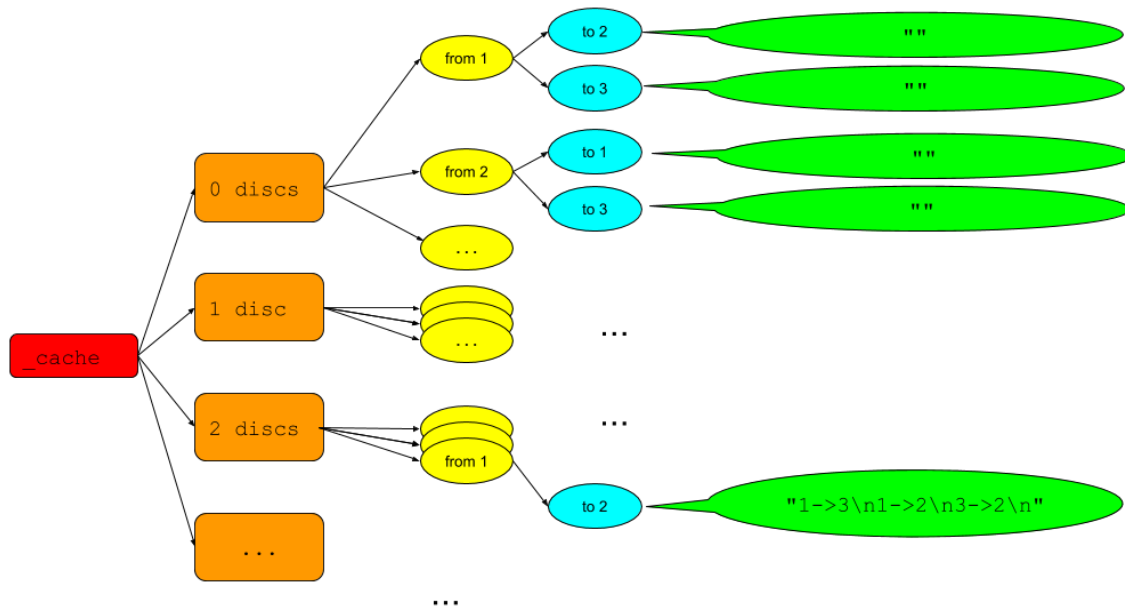 to 2
""
from 1
to 3
""
to 1
""
0 discs
from 2
to 3
""
...
1 disc
...
...
_cache
2 discs
...
from 1
to 2
"1->3\n1->2\n3->2\n"
...
...